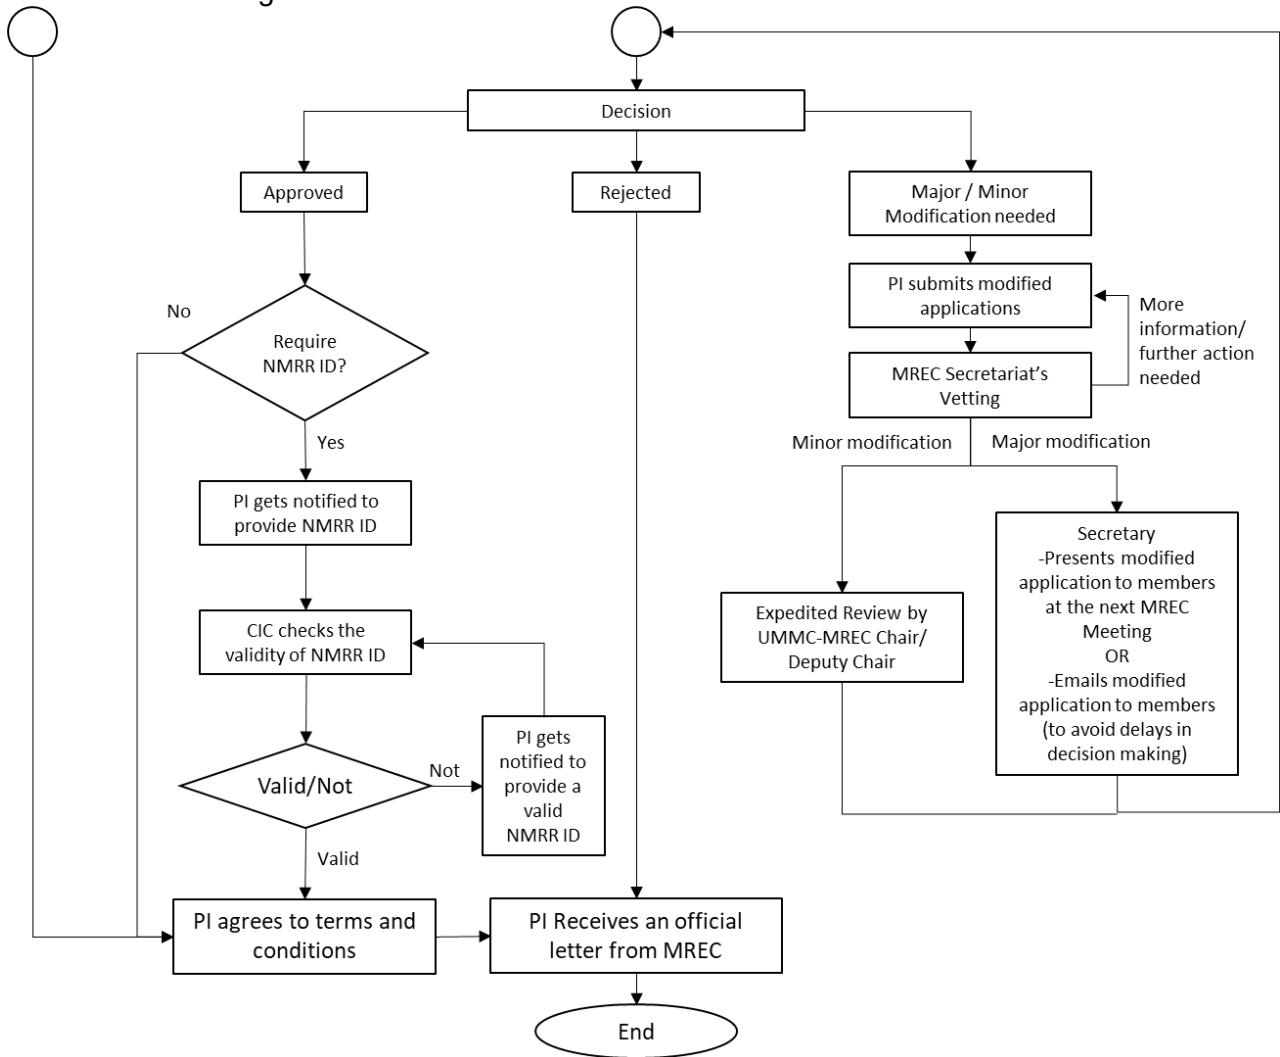 g
Decision
Approved
Rejected
Major / Minor
Modification needed
PI submits modified
applications
More
information/
further action
needed
No
Require
NMRR ID?
MREC Secretariat's
Vetting
Yes
Minor modification
Major modification
PI gets notified to
provide NMRR ID
Secretary
-Presents modified
application to members
at the next MREC
Meeting
OR
-Emails modified
application to members
(to avoid delays in
decision making)
Expedited Review by
UMMC-MREC Chair/
Deputy Chair
CIC checks the
validity of NMRR ID
PI gets
notified to
provide a
valid
NMRR ID
Valid/Not
Not
Valid
PI agrees to terms and
conditions
PI Receives an official
letter from MREC
End